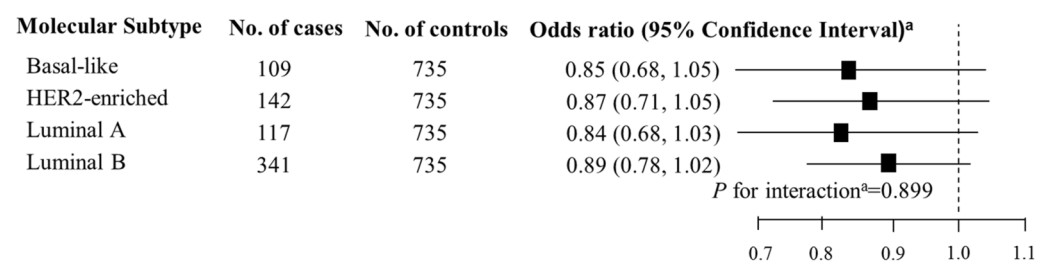 Molecular Subtype No. of cases No. of controls Odds ratio (95% Confidence Interval)ᵃ
Basal-like 109 735 0.85 (0.68, 1.05)
HER2-enriched 142 735 0.87 (0.71, 1.05)
Luminal A 117 735 0.84 (0.68, 1.03)
Luminal B 341 735 0.89 (0.78, 1.02)
P for interactionᵃ=0.899
0.7 0.8 0.9 1.0 1.1